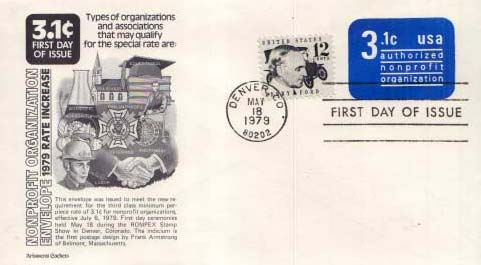 3.1¢
FIRST DAY
OF ISSUE
Types of organizations
and associations
that may qualify
for the special rate are:
NONPROFIT ORGANIZATION
ENVELOPE 1979 RATE INCREASE
This envelope was issued to meet the new re-
quirement for the third class minimum per-
piece rate of 3.1¢ for nonprofit organizations,
effective July 6, 1979. First day ceremonies
held May 18 during the ROMPEX Stamp
Show in Denver, Colorado. The indicium is
the first postage design by Frank Armstrong
of Belmont, Massachusetts.
Artmaster Cachets
UNITED STATES
12
CENTS
HENRY FORD
DENVER, CO
MAY
18
1979
80202
3.1c usa
authorized
nonprofit
organization
FIRST DAY OF ISSUE